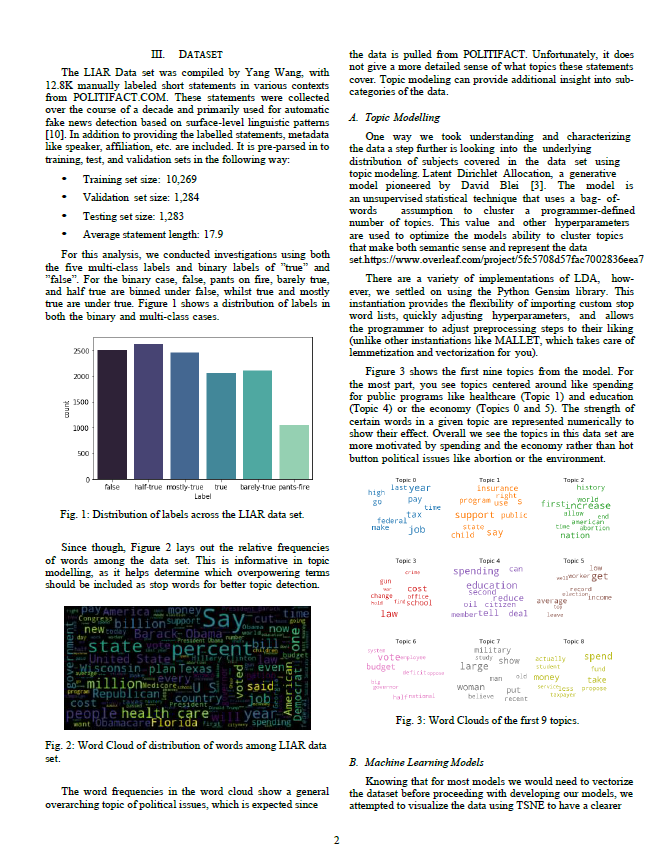 III. DATASET
The LIAR Data set was compiled by Yang Wang, with
12.8K manually labeled short statements in various contexts
from POLITIFACT.COM. These statements were collected
over the course of a decade and primarily used for automatic
fake news detection based on surface-level linguistic patterns
[10]. In addition to providing the labelled statements, metadata
like speaker, affiliation, etc. are included. It is pre-parsed in to
training, test, and validation sets in the following way:
• Training set size: 10,269
• Validation set size: 1,284
• Testing set size: 1,283
• Average statement length: 17.9
For this analysis, we conducted investigations using both
the five multi-class labels and binary labels of ”true” and
”false”. For the binary case, false, pants on fire, barely true,
and half true are binned under false, whilst true and mostly
true are under true. Figure 1 shows a distribution of labels in
both the binary and multi-class cases.
2500
2000
1500
1000
500
0
count
false half-true mostly-true true barely-true pants-fire
Label
Fig. 1: Distribution of labels across the LIAR data set.
Since though, Figure 2 lays out the relative frequencies
of words among the data set. This is informative in topic
modelling, as it helps determine which overpowering terms
should be included as stop words for better topic detection.
pay America money
Congress billion support Say cut time
new Barack Obama now
state percent
United State
Wisconsin plan Texas
million
Republican U S said job
cost country
people health care will year
want Obamacare Florida spending
government voted even American Democrat one
Fig. 2: Word Cloud of distribution of words among LIAR data
set.
The word frequencies in the word cloud show a general
overarching topic of political issues, which is expected since
the data is pulled from POLITIFACT. Unfortunately, it does
not give a more detailed sense of what topics these statements
cover. Topic modeling can provide additional insight into sub-
categories of the data.
A. Topic Modelling
One way we took understanding and characterizing
the data a step further is looking into the underlying
distribution of subjects covered in the data set using
topic modeling. Latent Dirichlet Allocation, a generative
model pioneered by David Blei [3]. The model is
an unsupervised statistical technique that uses a bag- of-
words assumption to cluster a programmer-defined
number of topics. This value and other hyperparameters
are used to optimize the models ability to cluster topics
that make both semantic sense and represent the data
set.https://www.overleaf.com/project/5fc5708d57fac7002836eea7
There are a variety of implementations of LDA, how-
ever, we settled on using the Python Gensim library. This
instantiation provides the flexibility of importing custom stop
word lists, quickly adjusting hyperparameters, and allows
the programmer to adjust preprocessing steps to their liking
(unlike other instantiations like MALLET, which takes care of
lemmetization and vectorization for you).
Figure 3 shows the first nine topics from the model. For
the most part, you see topics centered around like spending
for public programs like healthcare (Topic 1) and education
(Topic 4) or the economy (Topics 0 and 5). The strength of
certain words in a given topic are represented numerically to
show their effect. Overall we see the topics in this data set are
more motivated by spending and the economy rather than hot
button political issues like abortion or the environment.
Topic 0
last year
high
go pay
time
tax
federal
make job
Topic 1
insurance
right
program use s
support public
state
child say
Topic 2
history
world
first increase
allow end
american
time abortion
nation
Topic 3
crime
gun
cost
change office
hold find school
law
Topic 4
spending can
education
second
reduce
oil citizen
member tell deal
Topic 5
low
worker get
record
election
average income
leave
Topic 6
system
vote employee
budget
deficit oppose
big
governor
half national
Topic 7
military
study show
large
man old
woman put
believe recent
Topic 8
actually spend
student fund
money take
service less propose
taxpayer
Fig. 3: Word Clouds of the first 9 topics.
B. Machine Learning Models
Knowing that for most models we would need to vectorize
the dataset before proceeding with developing our models, we
attempted to visualize the data using TSNE to have a clearer
2